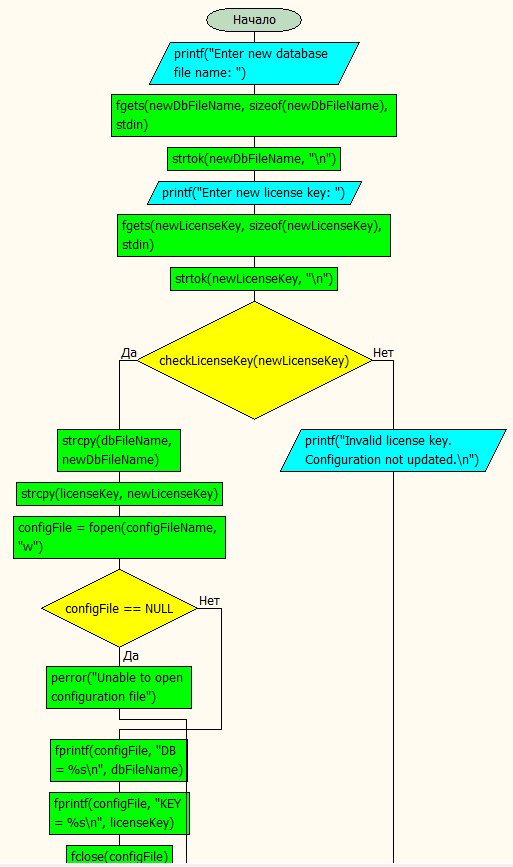 Начало
printf("Enter new database
file name: ")
fgets(newDbFileName, sizeof(newDbFileName),
stdin)
strtok(newDbFileName, "\n")
printf("Enter new license key: ")
fgets(newLicenseKey, sizeof(newLicenseKey),
stdin)
strtok(newLicenseKey, "\n")
Да
checkLicenseKey(newLicenseKey)
Нет
strcpy(dbFileName,
newDbFileName)
printf("Invalid license key.
Configuration not updated.\n")
strcpy(licenseKey, newLicenseKey)
configFile = fopen(configFileName,
"w")
configFile == NULL
Нет
Да
perror("Unable to open
configuration file")
fprintf(configFile, "DB
= %s\n", dbFileName)
fprintf(configFile, "KEY
= %s\n", licenseKey)
fclose(configFile)